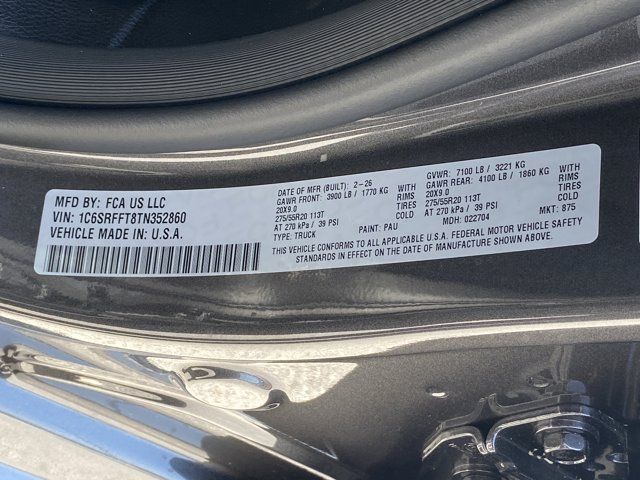 MFD BY: FCA US LLC
VIN: 1C6SRFFT8TN352860
VEHICLE MADE IN: U.S.A.
DATE OF MFR (BUILT): 2-26 GVWR: 7100 LB / 3221 KG
GAWR FRONT: 3900 LB / 1770 KG WITH GAWR REAR: 4100 LB / 1860 KG WITH
20X9.0 RIMS 20X9.0 RIMS
275/55R20 113T TIRES 275/55R20 113T TIRES
AT 270 kPa / 39 PSI COLD AT 270 kPa / 39 PSI COLD
TYPE: TRUCK PAINT: PAU MDH: 022704 MKT: 875
THIS VEHICLE CONFORMS TO ALL APPLICABLE U.S.A. FEDERAL MOTOR VEHICLE SAFETY
STANDARDS IN EFFECT ON THE DATE OF MANUFACTURE SHOWN ABOVE.